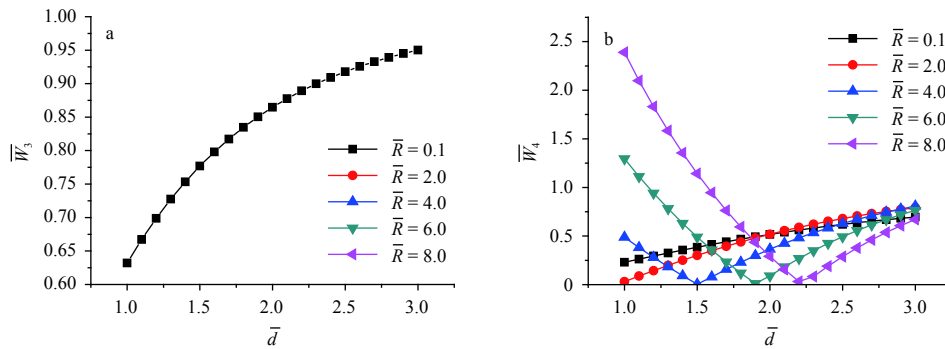 a
1.00
0.95
0.90
0.85
0.80
0.75
0.70
0.65
0.60
W̅₃
1.0 1.5 2.0 2.5 3.0
d̅
R̅ = 0.1
R̅ = 2.0
R̅ = 4.0
R̅ = 6.0
R̅ = 8.0
b
2.5
2.0
1.5
1.0
0.5
0
W̅₄
1.0 1.5 2.0 2.5 3.0
d̅
R̅ = 0.1
R̅ = 2.0
R̅ = 4.0
R̅ = 6.0
R̅ = 8.0